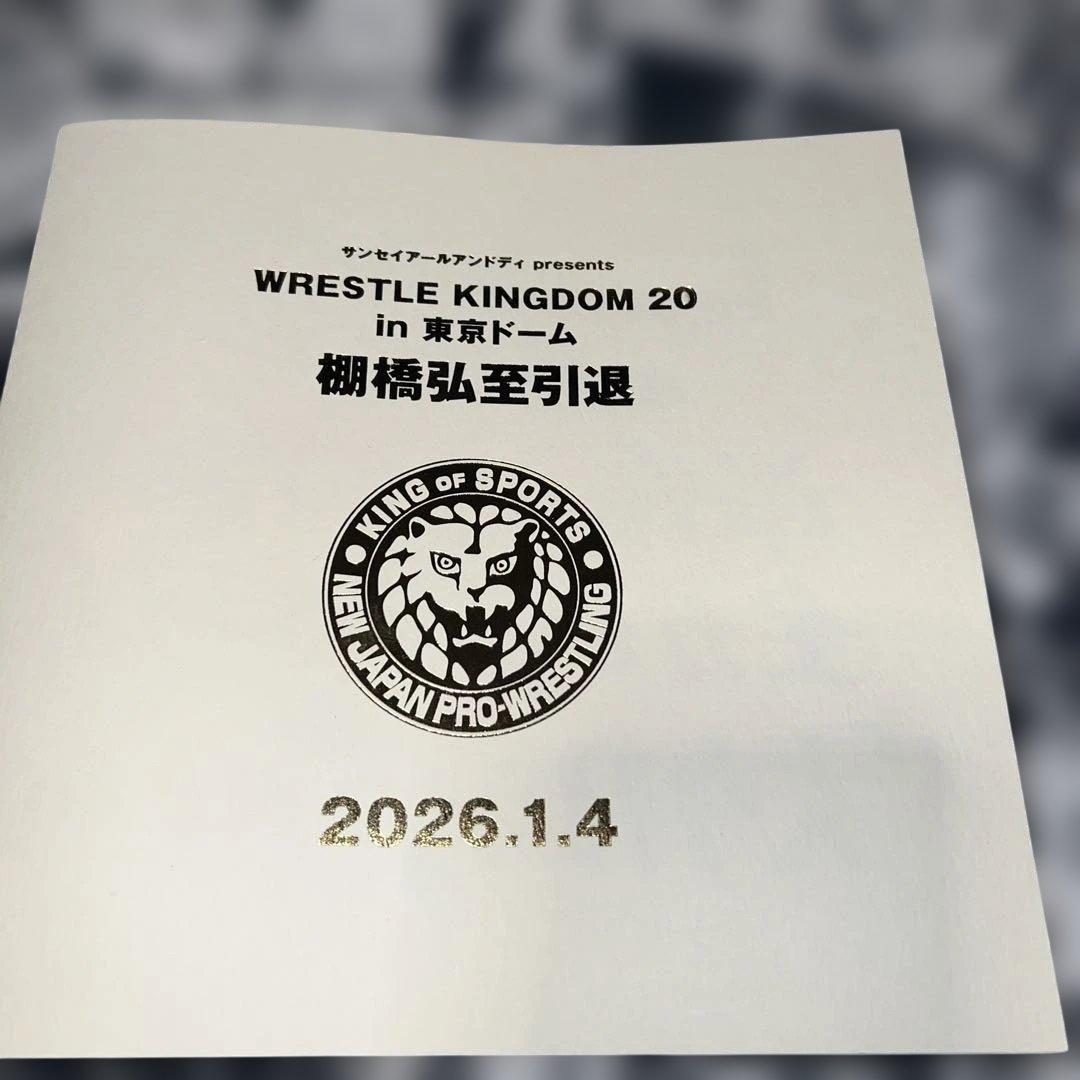 サンセイアールアンドディ presents
WRESTLE KINGDOM 20
in 東京ドーム
棚橋弘至引退
KING OF SPORTS
NEW JAPAN PRO-WRESTLING
2026.1.4